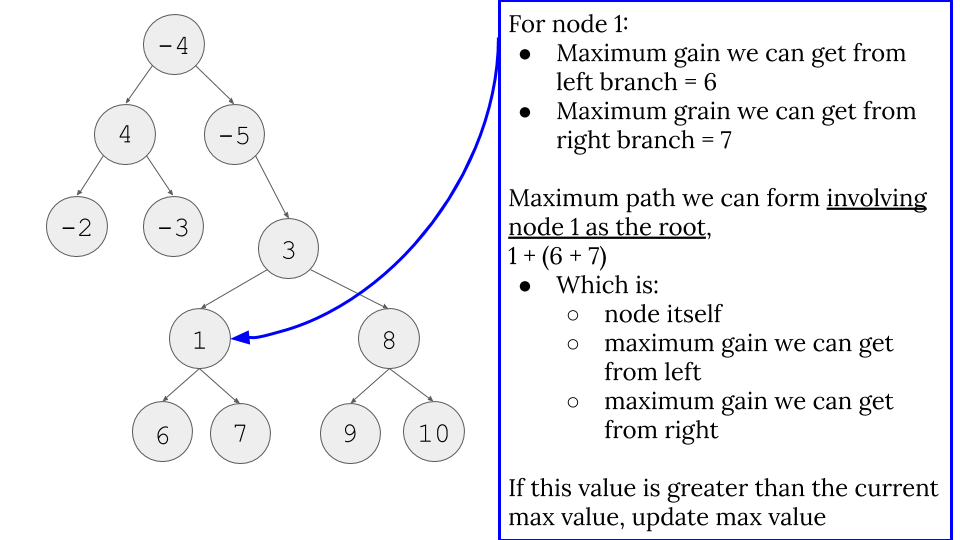 -4
4
-5
-2
-3
3
1
8
6
7
9
10
For node 1:
● Maximum gain we can get from
left branch = 6
● Maximum grain we can get from
right branch = 7
Maximum path we can form involving
node 1 as the root,
1 + (6 + 7)
● Which is:
○ node itself
○ maximum gain we can get
from left
○ maximum gain we can get
from right
If this value is greater than the current
max value, update max value